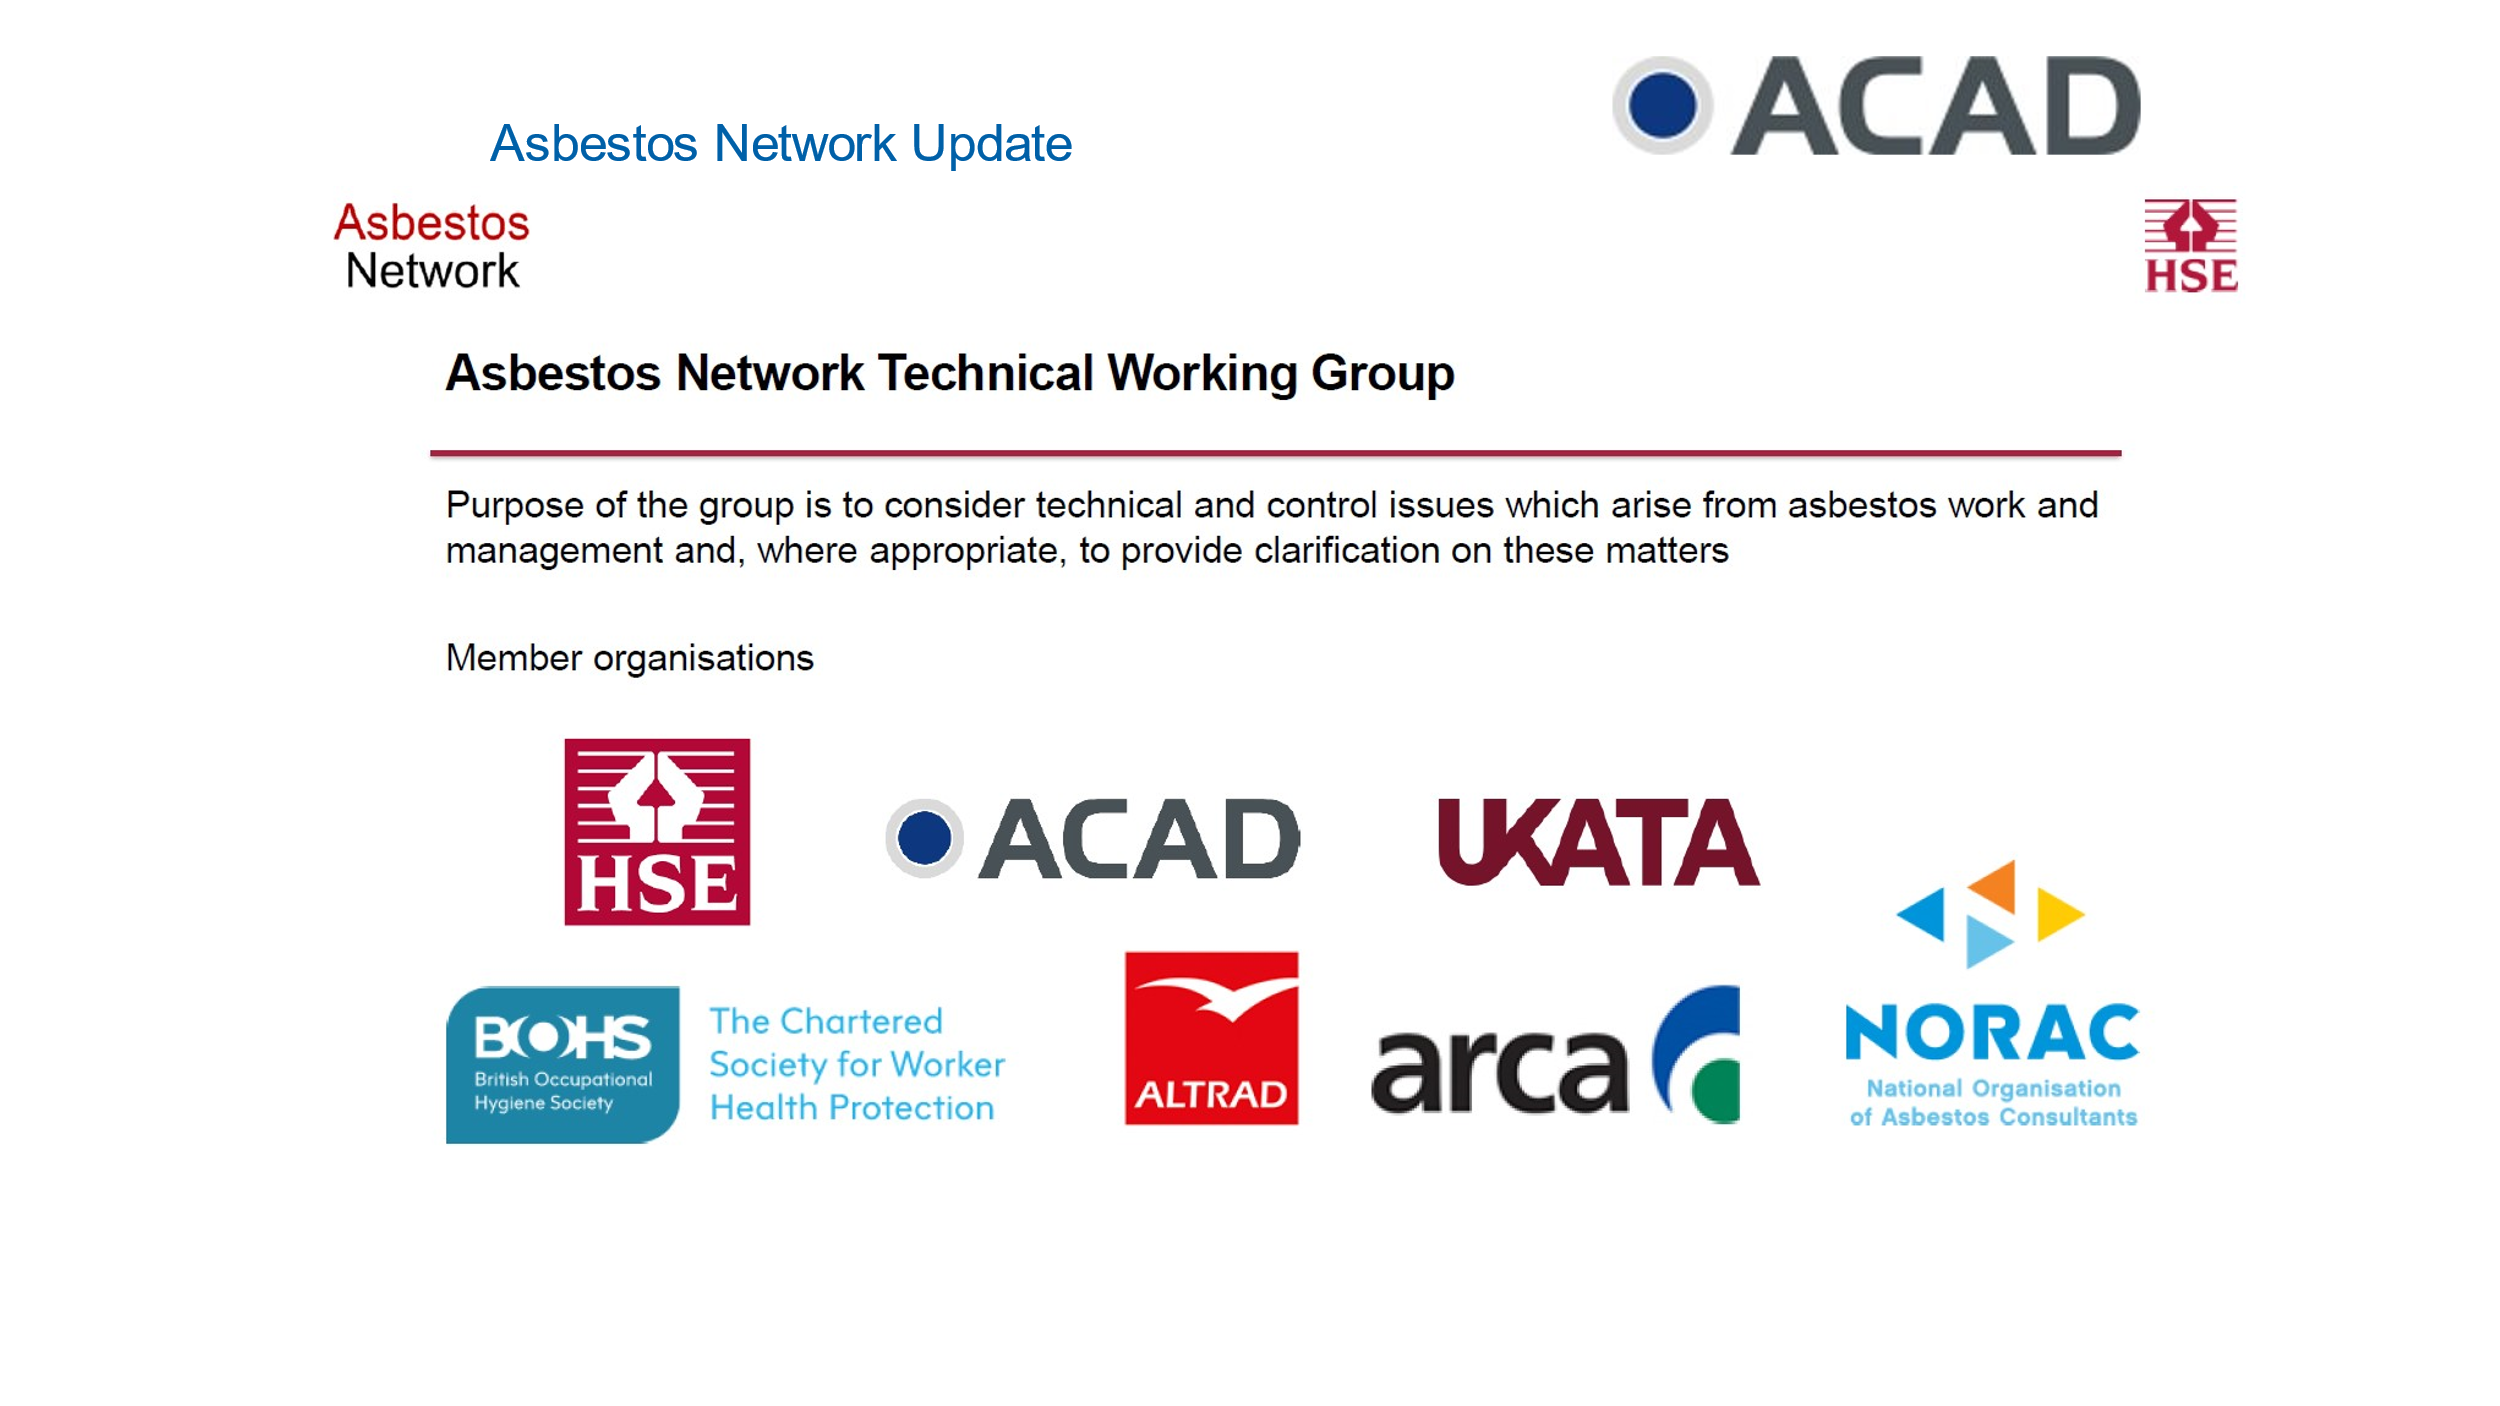 ACAD
Asbestos Network Update
Asbestos
Network
HSE
Asbestos Network Technical Working Group
Purpose of the group is to consider technical and control issues which arise from asbestos work and
management and, where appropriate, to provide clarification on these matters
Member organisations
HSE
ACAD
UKATA
BOHS
British Occupational
Hygiene Society
The Chartered
Society for Worker
Health Protection
ALTRAD
arca
NORAC
National Organisation
of Asbestos Consultants